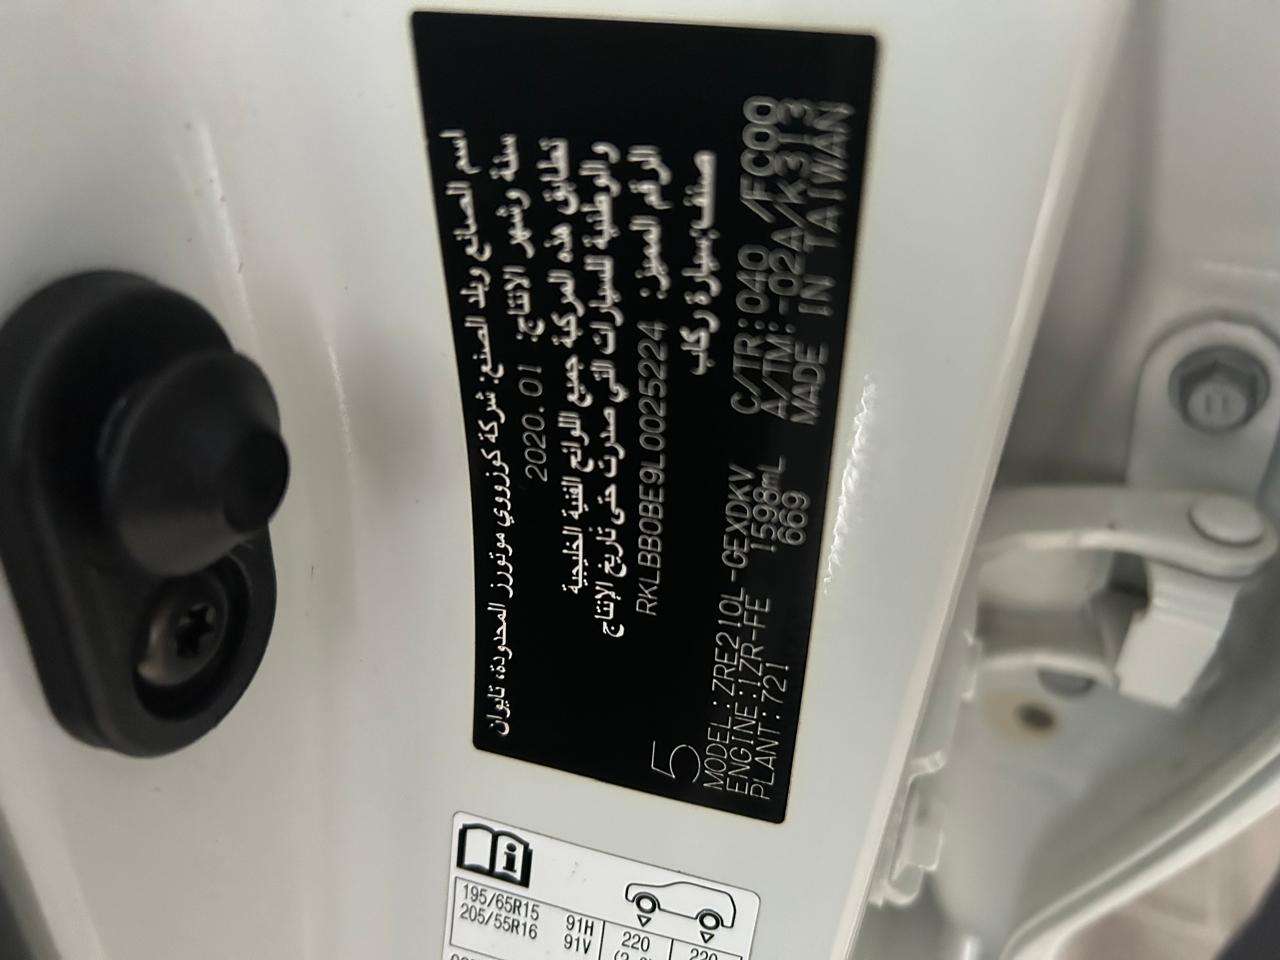 اسم الصانع وبلد الصنع: شركة كوزووي موتورز المحدودة، تايوان
سنة وشهر الانتاج: 2020.01
تطابق هذه المركبة جميع اللوائح الفنية الخليجية
والوطنية للسيارات التي صدرت حتى تاريخ الإنتاج
الرقم المميز: RKLBB0BE9L0025224
صنف: سيارة ركاب
5
MODEL:ZRE210L-GEXDKV C/TR:040 /FC00
ENGINE:1ZR-FE 1598mL A/TM:-02A/K313
PLANT:721 669 MADE IN TAIWAN
195/65R15 91H 220
205/55R16 91V